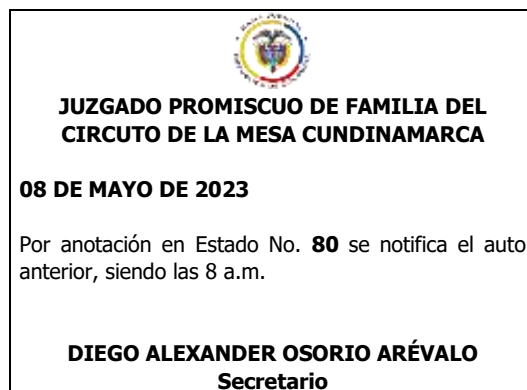 JUZGADO PROMISCUO DE FAMILIA DEL
CIRCUTO DE LA MESA CUNDINAMARCA
08 DE MAYO DE 2023
Por anotación en Estado No. 80 se notifica el auto
anterior, siendo las 8 a.m.
DIEGO ALEXANDER OSORIO ARÉVALO
Secretario